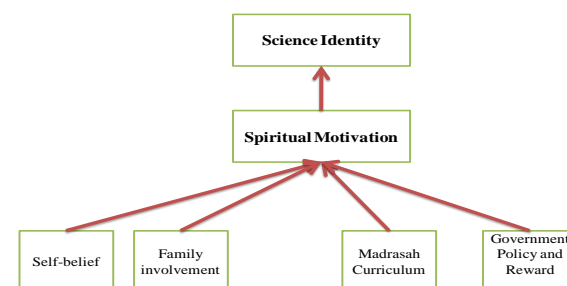 Science Identity
Spiritual Motivation
Self-belief
Family
involvement
Madrasah
Curriculum
Government
Policy and
Reward